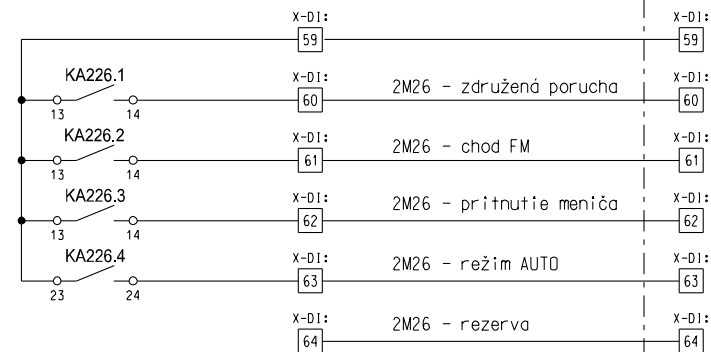 X-DI: X-DI:
59 59
KA226.1 X-DI: 2M26 - združená porucha X-DI:
13 14 60 60
KA226.2 X-DI: 2M26 - chod FM X-DI:
13 14 61 61
KA226.3 X-DI: 2M26 - pritnutie meniča X-DI:
13 14 62 62
KA226.4 X-DI: 2M26 - režim AUTO X-DI:
23 24 63 63
X-DI: 2M26 - rezerva X-DI:
64 64